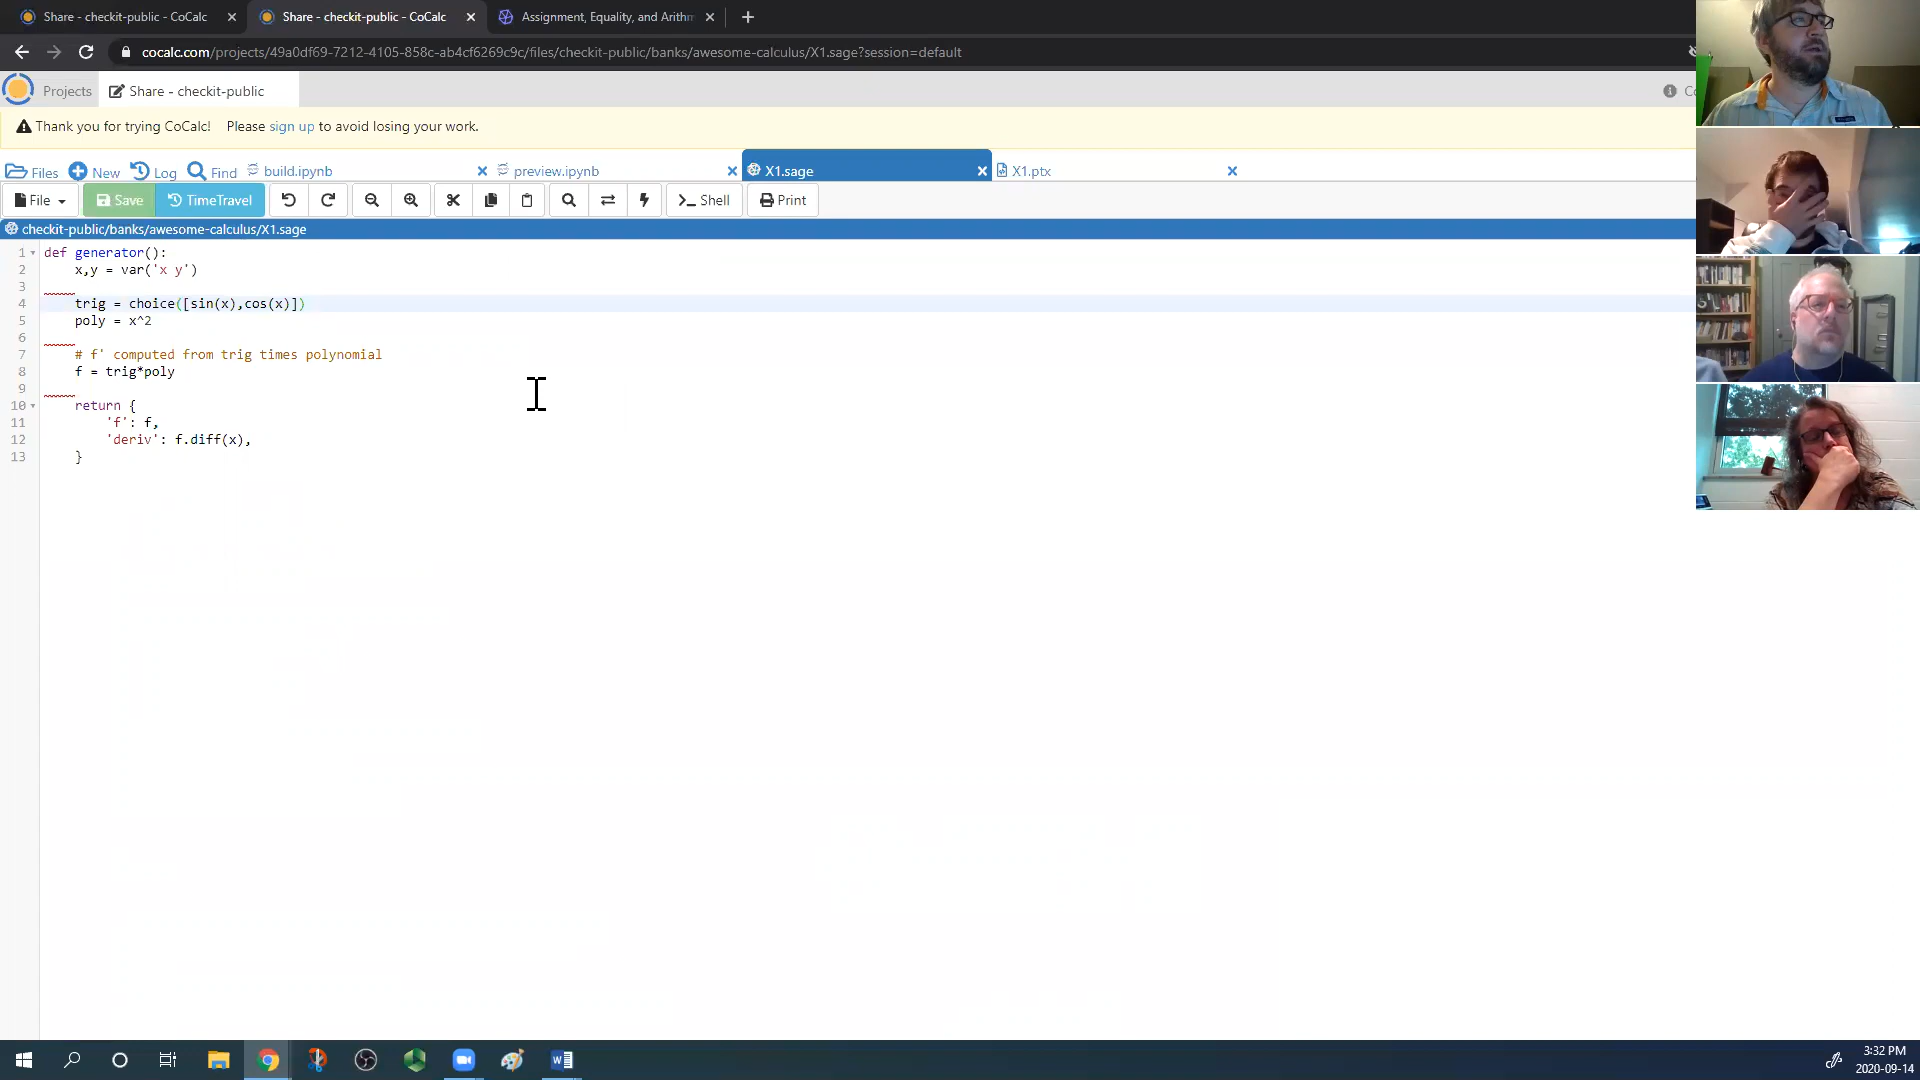 Share - checkit-public - CoCalc
Share - checkit-public - CoCalc
Assignment, Equality, and Arithm
cocalc.com/projects/49a0df69-7212-4105-858c-ab4cf6269c9c/files/checkit-public/banks/awesome-calculus/X1.sage?session=default
Projects
Share - checkit-public
Thank you for trying CoCalc! Please sign up to avoid losing your work.
Files
New
Log
Find
build.ipynb
preview.ipynb
X1.sage
X1.ptx
File
Save
TimeTravel
Shell
Print
checkit-public/banks/awesome-calculus/X1.sage
1 def generator():
2 x,y = var('x y')
3
4 trig = choice([sin(x),cos(x)])
5 poly = x^2
6
7 # f' computed from trig times polynomial
8 f = trig*poly
9
10 return {
11 'f': f,
12 'deriv': f.diff(x),
13 }
3:32 PM
2020-09-14